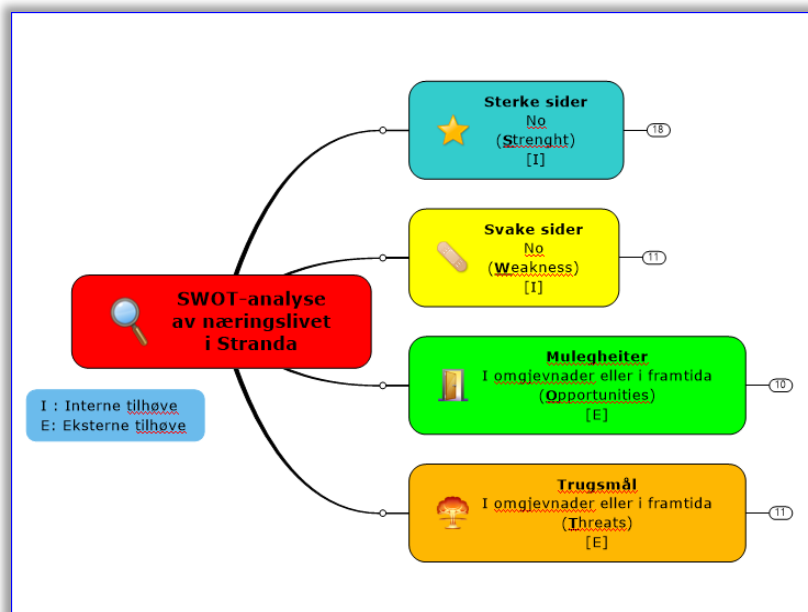 SWOT-analyse
av næringslivet
i Stranda
I : Interne tilhøve
E: Eksterne tilhøve
Sterke sider
No
(Strenght)
[I]
18
Svake sider
No
(Weakness)
[I]
11
Mulegheiter
I omgjevnader eller i framtida
(Opportunities)
[E]
10
Trugsmål
I omgjevnader eller i framtida
(Threats)
[E]
11